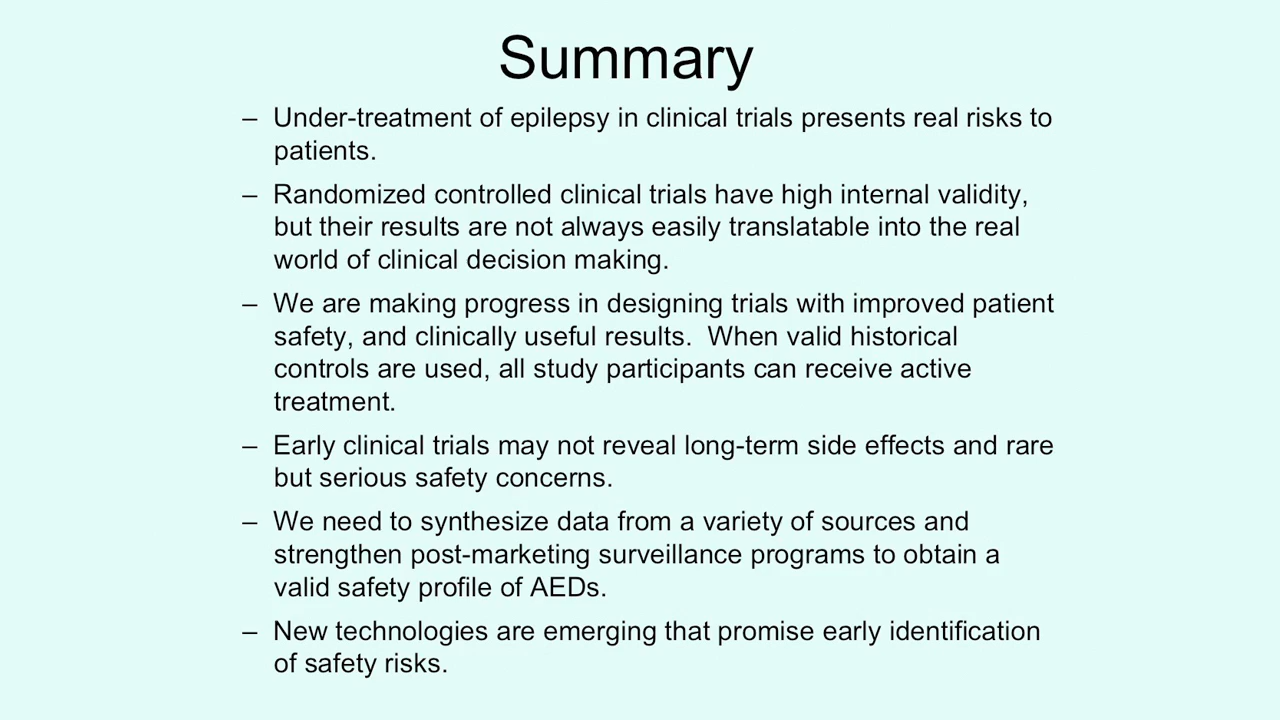 Summary
– Under-treatment of epilepsy in clinical trials presents real risks to
patients.
– Randomized controlled clinical trials have high internal validity,
but their results are not always easily translatable into the real
world of clinical decision making.
– We are making progress in designing trials with improved patient
safety, and clinically useful results.  When valid historical
controls are used, all study participants can receive active
treatment.
– Early clinical trials may not reveal long-term side effects and rare
but serious safety concerns.
– We need to synthesize data from a variety of sources and
strengthen post-marketing surveillance programs to obtain a
valid safety profile of AEDs.
– New technologies are emerging that promise early identification
of safety risks.